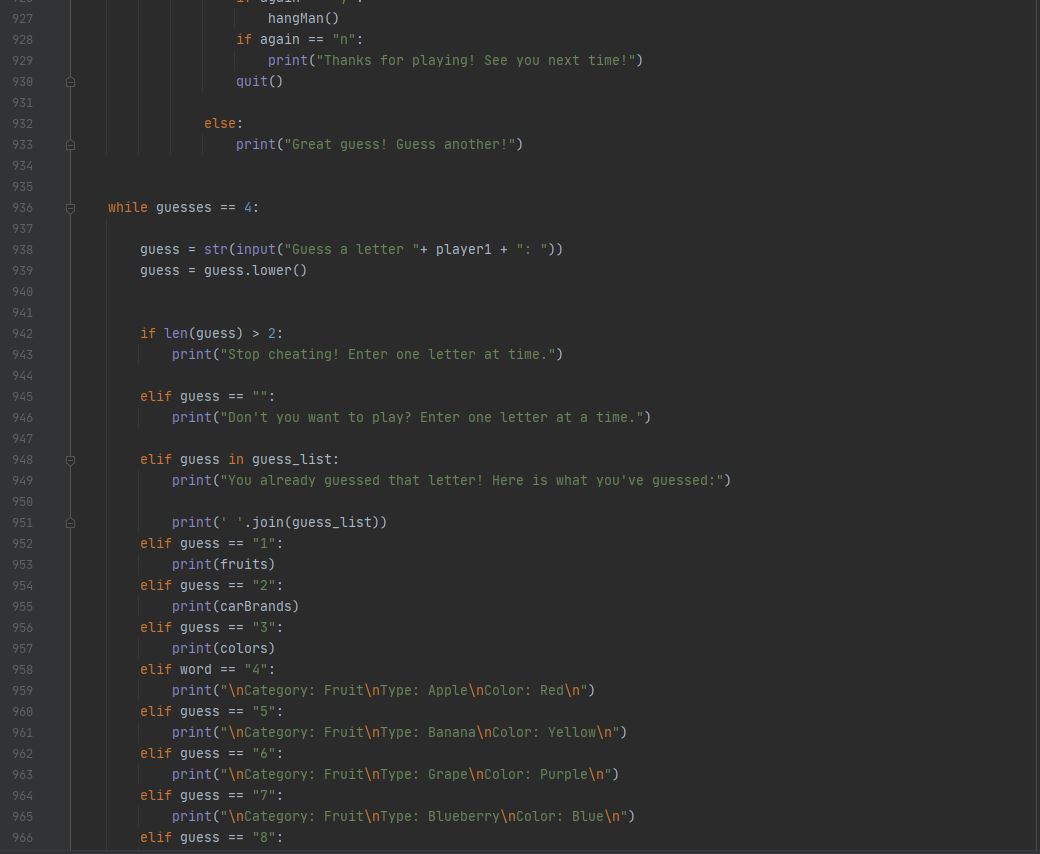 927 hangMan()
928 if again == "n":
929 print("Thanks for playing! See you next time!")
930 quit()
931
932 else:
933 print("Great guess! Guess another!")
934
935
936 while guesses == 4:
937
938 guess = str(input("Guess a letter "+ player1 + ": "))
939 guess = guess.lower()
940
941
942 if len(guess) > 2:
943 print("Stop cheating! Enter one letter at time.")
944
945 elif guess == "":
946 print("Don't you want to play? Enter one letter at a time.")
947
948 elif guess in guess_list:
949 print("You already guessed that letter! Here is what you've guessed:")
950
951 print(' '.join(guess_list))
952 elif guess == "1":
953 print(fruits)
954 elif guess == "2":
955 print(carBrands)
956 elif guess == "3":
957 print(colors)
958 elif word == "4":
959 print("\nCategory: Fruit\nType: Apple\nColor: Red\n")
960 elif guess == "5":
961 print("\nCategory: Fruit\nType: Banana\nColor: Yellow\n")
962 elif guess == "6":
963 print("\nCategory: Fruit\nType: Grape\nColor: Purple\n")
964 elif guess == "7":
965 print("\nCategory: Fruit\nType: Blueberry\nColor: Blue\n")
966 elif guess == "8":